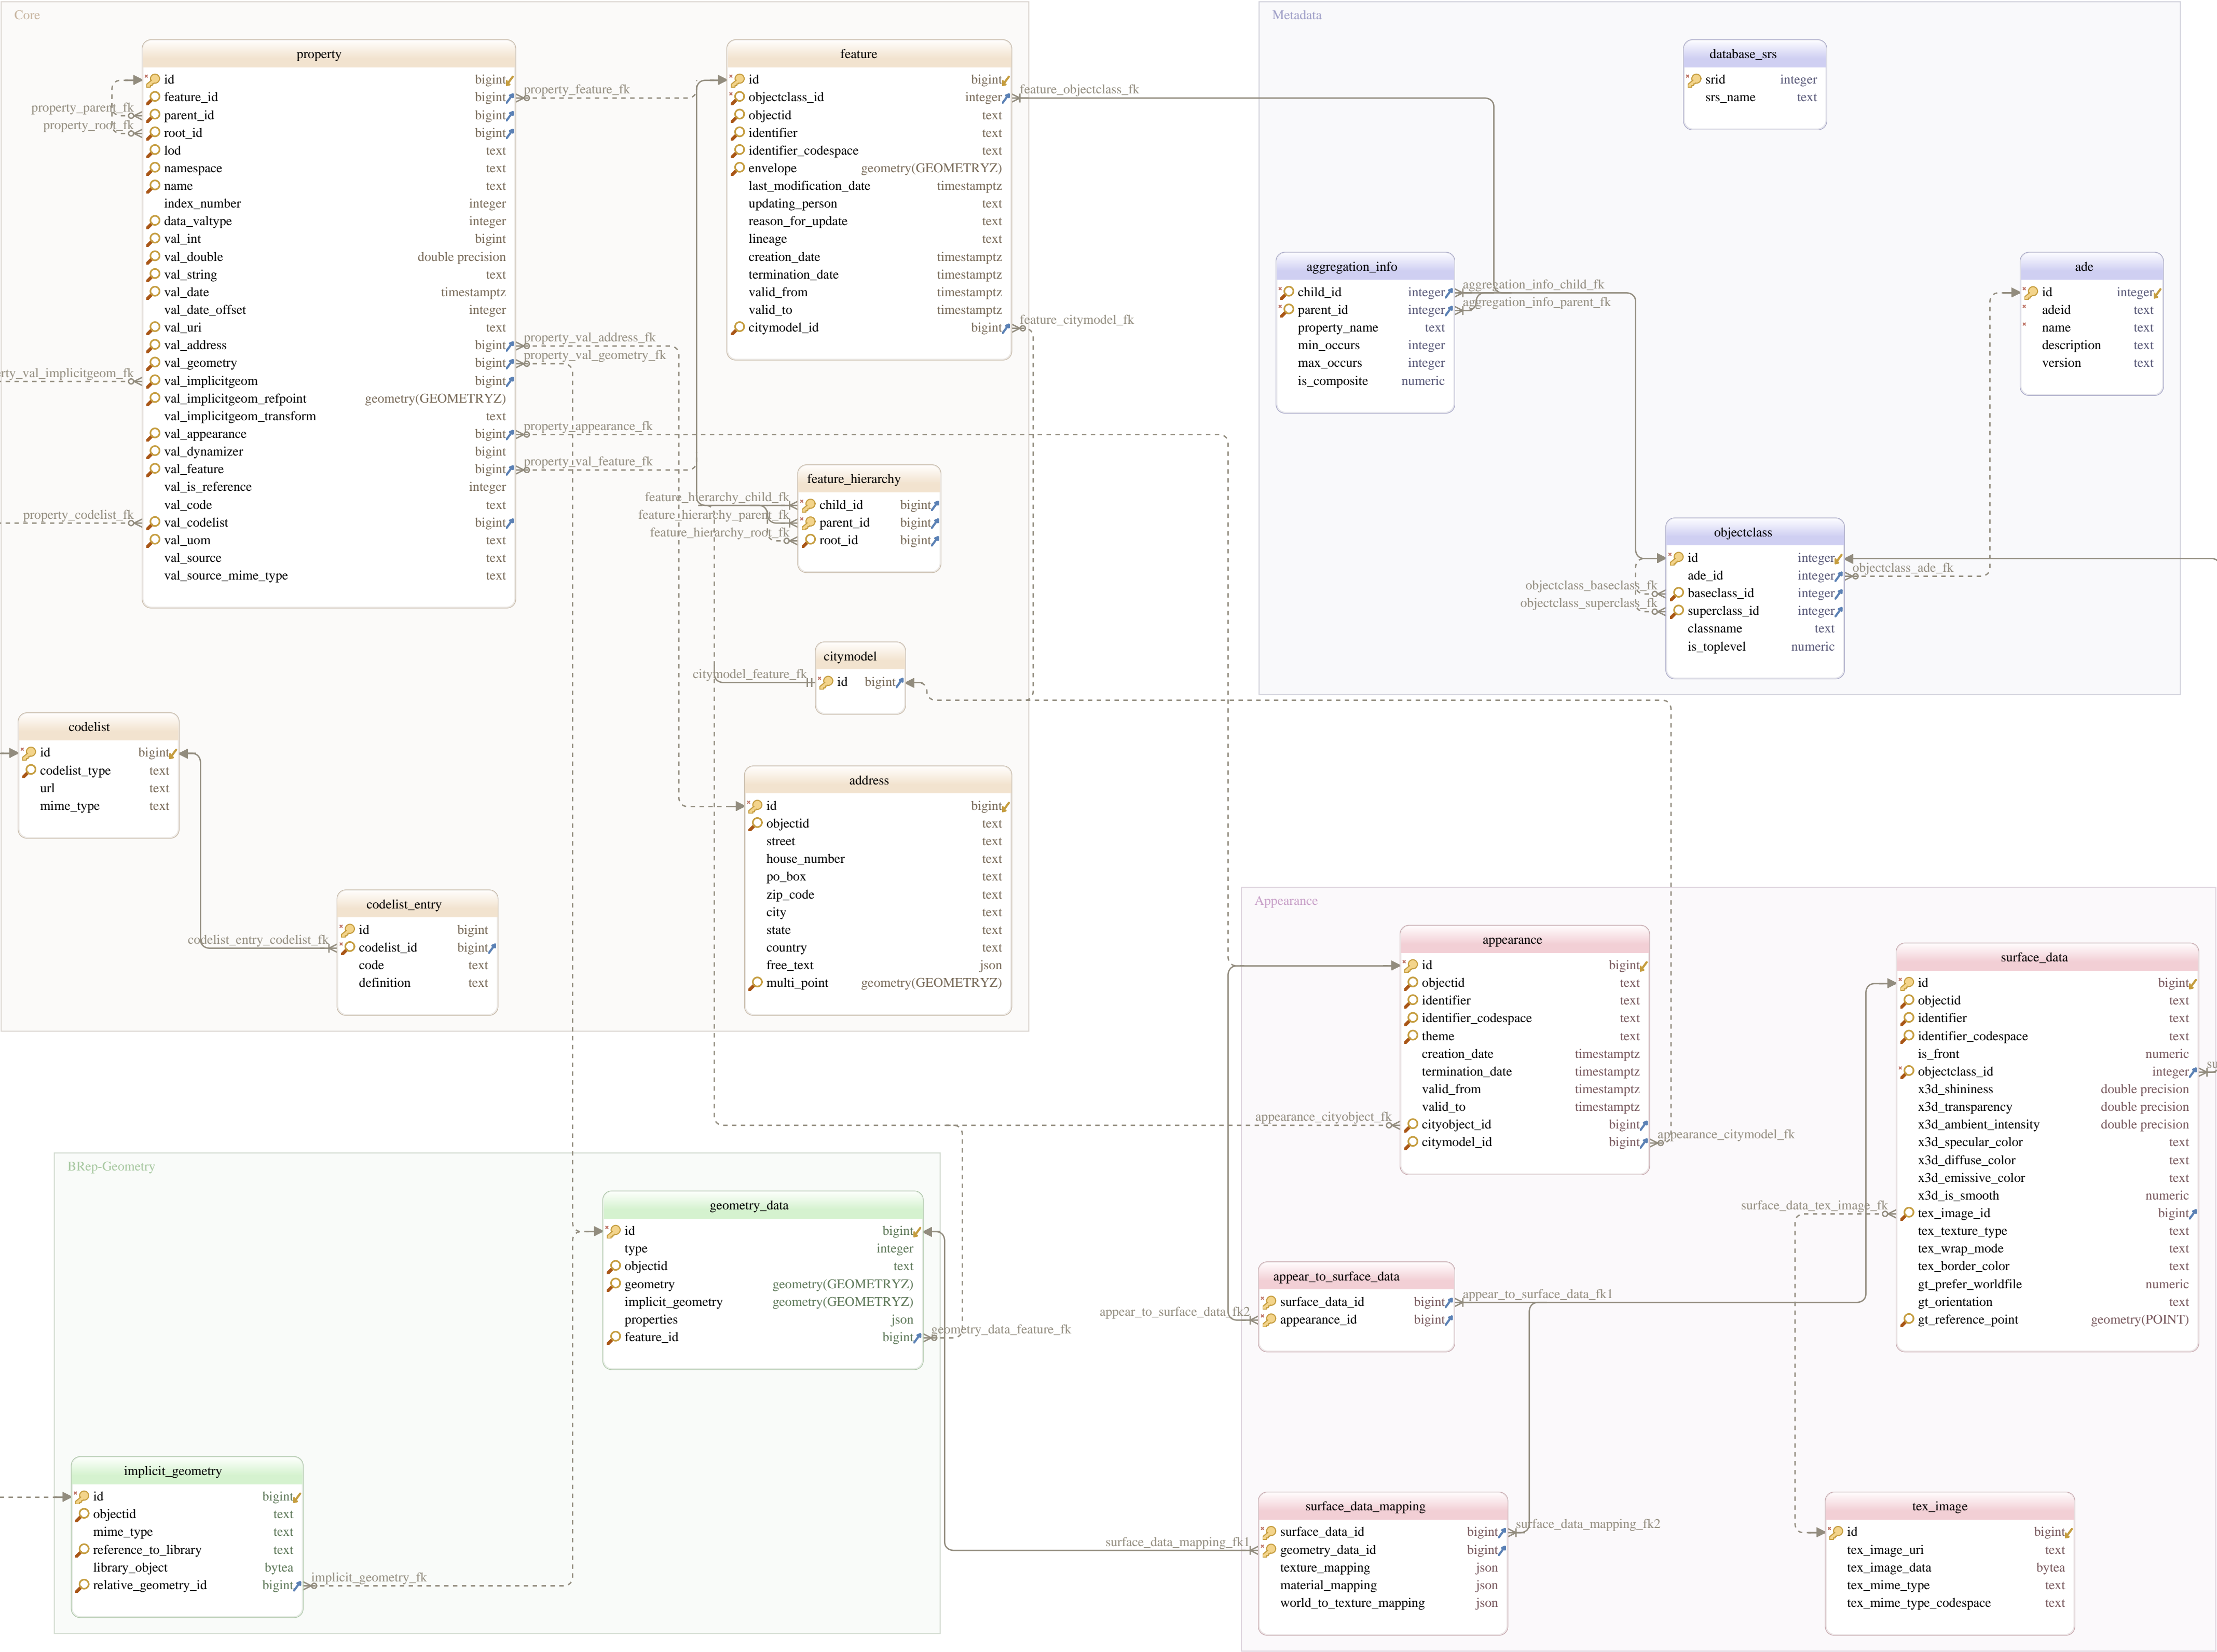 Core
property
id bigint
feature_id bigint
parent_id bigint
root_id bigint
lod text
namespace text
name text
index_number integer
data_valtype integer
val_int bigint
val_double double precision
val_string text
val_date timestamptz
val_date_offset integer
val_uri text
val_address bigint
val_geometry bigint
val_implicitgeom bigint
val_implicitgeom_refpoint geometry(GEOMETRYZ)
val_implicitgeom_transform text
val_appearance bigint
val_dynamizer bigint
val_feature bigint
val_is_reference integer
val_code text
val_codelist bigint
val_uom text
val_source text
val_source_mime_type text
property_parent_fk
property_root_fk
rty_val_implicitgeom_fk
property_codelist_fk
property_feature_fk
property_val_address_fk
property_val_geometry_fk
property_appearance_fk
property_val_feature_fk
feature
id bigint
objectclass_id integer
objectid text
identifier text
identifier_codespace text
envelope geometry(GEOMETRYZ)
last_modification_date timestamptz
updating_person text
reason_for_update text
lineage text
creation_date timestamptz
termination_date timestamptz
valid_from timestamptz
valid_to timestamptz
citymodel_id bigint
feature_objectclass_fk
feature_citymodel_fk
feature_hierarchy
child_id bigint
parent_id bigint
root_id bigint
feature_hierarchy_child_fk
feature_hierarchy_parent_fk
feature_hierarchy_root_fk
citymodel
id bigint
citymodel_feature_fk
codelist
id bigint
codelist_type text
url text
mime_type text
codelist_entry
id bigint
codelist_id bigint
code text
definition text
codelist_entry_codelist_fk
address
id bigint
objectid text
street text
house_number text
po_box text
zip_code text
city text
state text
country text
free_text json
multi_point geometry(GEOMETRYZ)
Metadata
database_srs
srid integer
srs_name text
aggregation_info
child_id integer
parent_id integer
property_name text
min_occurs integer
max_occurs integer
is_composite numeric
aggregation_info_child_fk
aggregation_info_parent_fk
ade
id integer
adeid text
name text
description text
version text
objectclass
id integer
ade_id integer
baseclass_id integer
superclass_id integer
classname text
is_toplevel numeric
objectclass_ade_fk
objectclass_baseclass_fk
objectclass_superclass_fk
BRep-Geometry
geometry_data
id bigint
type integer
objectid text
geometry geometry(GEOMETRYZ)
implicit_geometry geometry(GEOMETRYZ)
properties json
feature_id bigint
geometry_data_feature_fk
implicit_geometry
id bigint
objectid text
mime_type text
reference_to_library text
library_object bytea
relative_geometry_id bigint
implicit_geometry_fk
Appearance
appearance
id bigint
objectid text
identifier text
identifier_codespace text
theme text
creation_date timestamptz
termination_date timestamptz
valid_from timestamptz
valid_to timestamptz
cityobject_id bigint
citymodel_id bigint
appearance_cityobject_fk
appearance_citymodel_fk
surface_data
id bigint
objectid text
identifier text
identifier_codespace text
is_front numeric
objectclass_id integer
x3d_shininess double precision
x3d_transparency double precision
x3d_ambient_intensity double precision
x3d_specular_color text
x3d_diffuse_color text
x3d_emissive_color text
x3d_is_smooth numeric
tex_image_id bigint
tex_texture_type text
tex_wrap_mode text
tex_border_color text
gt_prefer_worldfile numeric
gt_orientation text
gt_reference_point geometry(POINT)
su
surface_data_tex_image_fk
appear_to_surface_data
surface_data_id bigint
appearance_id bigint
appear_to_surface_data_fk1
appear_to_surface_data_fk2
surface_data_mapping
surface_data_id bigint
geometry_data_id bigint
texture_mapping json
material_mapping json
world_to_texture_mapping json
surface_data_mapping_fk2
surface_data_mapping_fk1
tex_image
id bigint
tex_image_uri text
tex_image_data bytea
tex_mime_type text
tex_mime_type_codespace text